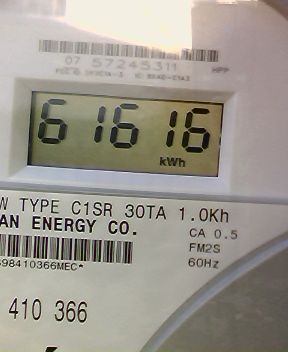 07 57245311
61616
kWh
W TYPE C1SR 30TA 1.0Kh
AN ENERGY CO.
CA 0.5
FM2S
98410366MEC*
60Hz
410 366